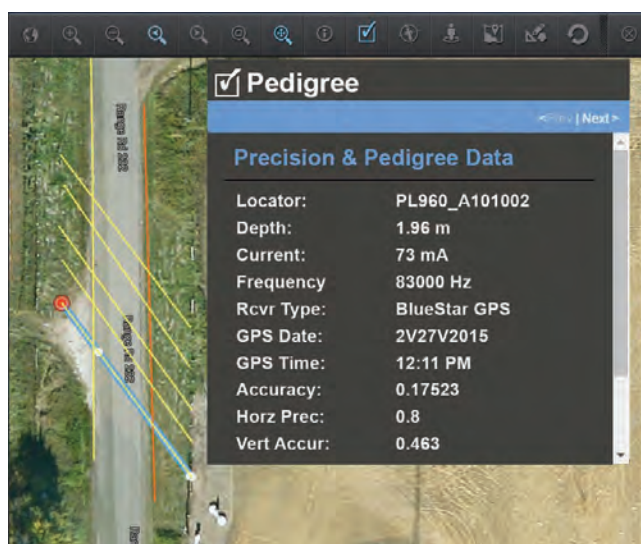 Pedigree
<Prev | Next>
Precision & Pedigree Data
Locator: PL960_A101002
Depth: 1.96 m
Current: 73 mA
Frequency 83000 Hz
Rcvr Type: BlueStar GPS
GPS Date: 2V27V2015
GPS Time: 12:11 PM
Accuracy: 0.17523
Horz Prec: 0.8
Vert Accur: 0.463